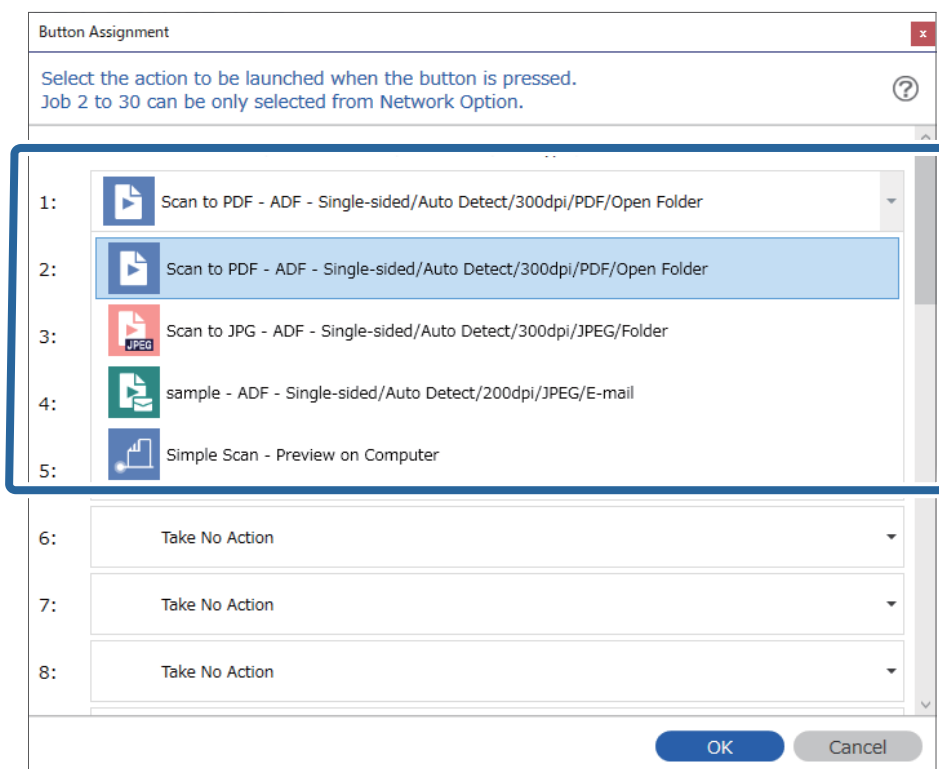 Button Assignment
x
Select the action to be launched when the button is pressed.
?
Job 2 to 30 can be only selected from Network Option.
1:
Scan to PDF - ADF - Single-sided/Auto Detect/300dpi/PDF/Open Folder
2:
Scan to PDF - ADF - Single-sided/Auto Detect/300dpi/PDF/Open Folder
3:
JPEG
Scan to JPG - ADF - Single-sided/Auto Detect/300dpi/JPEG/Folder
4:
sample - ADF - Single-sided/Auto Detect/200dpi/JPEG/E-mail
5:
Simple Scan - Preview on Computer
6:
Take No Action
7:
Take No Action
8:
Take No Action
OK
Cancel